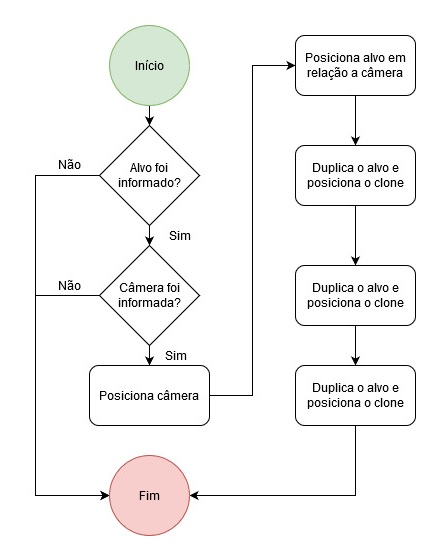 Início
Alvo foi
informado?
Não
Sim
Câmera foi
informada?
Não
Sim
Posiciona câmera
Posiciona alvo em
relação a câmera
Duplica o alvo e
posiciona o clone
Duplica o alvo e
posiciona o clone
Duplica o alvo e
posiciona o clone
Fim